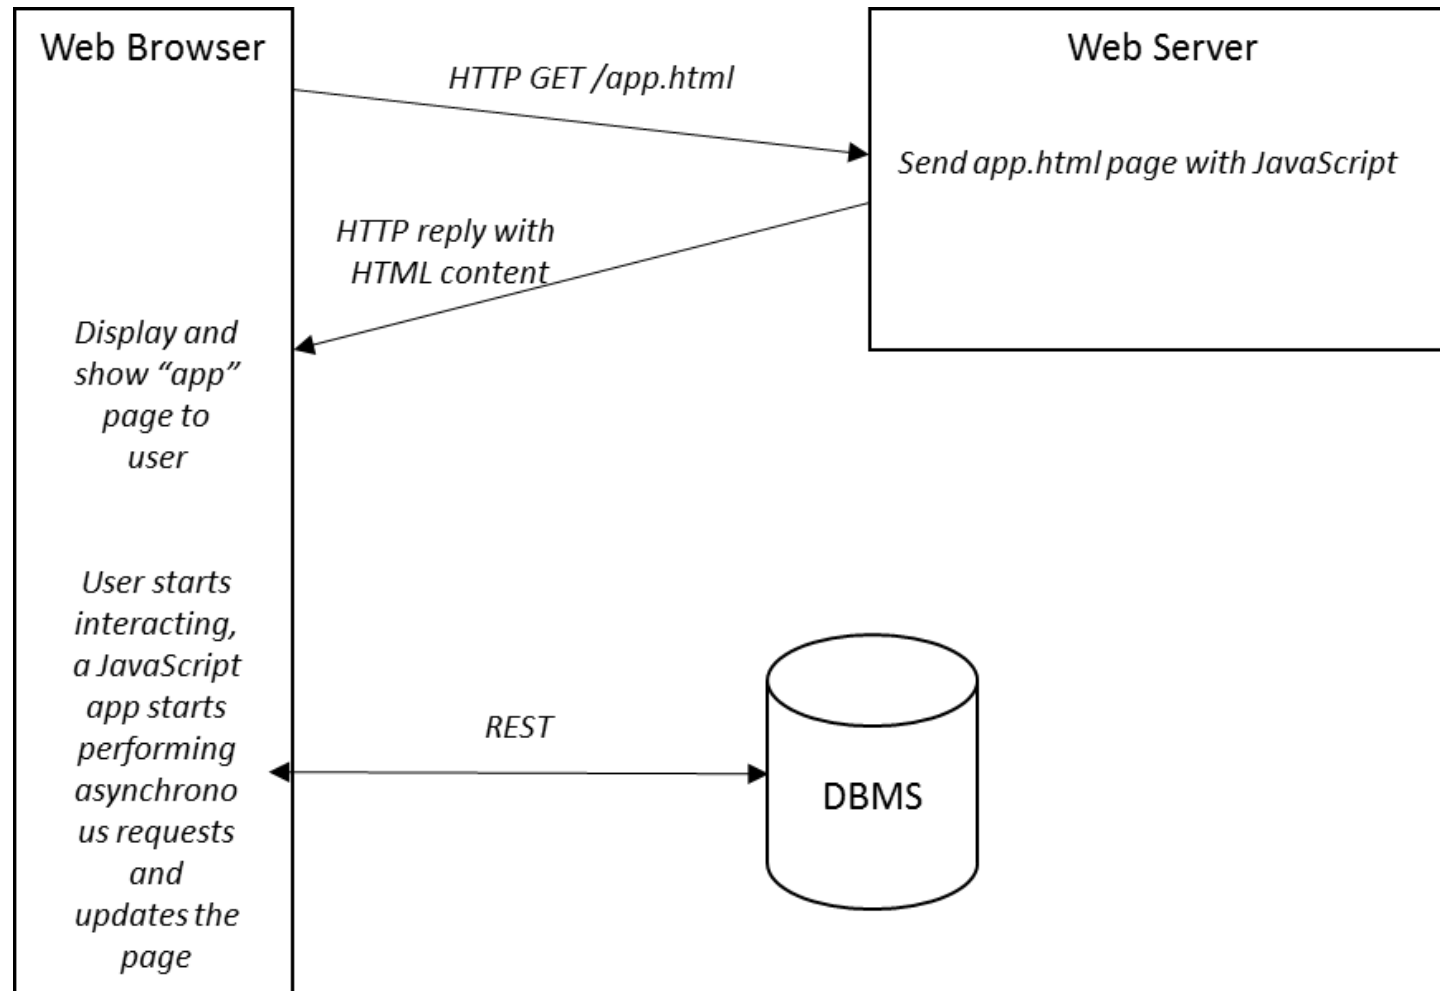 Web Browser
HTTP GET /app.html
Web Server
Send app.html page with JavaScript
HTTP reply with
HTML content
Display and
show “app”
page to
user
User starts
interacting,
a JavaScript
app starts
performing
asynchrono
us requests
and
updates the
page
REST
DBMS